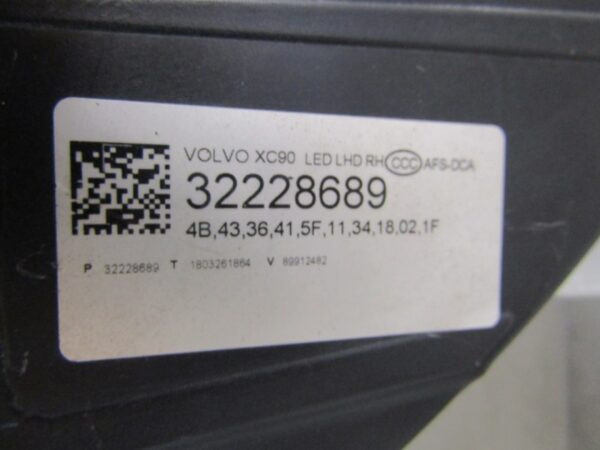 VOLVO XC90 LED LHD RH CCC AFS-DCA
32228689
4B,43,36,41,5F,11,34,18,02,1F
P 32228689 T 1803261864 V 89912482